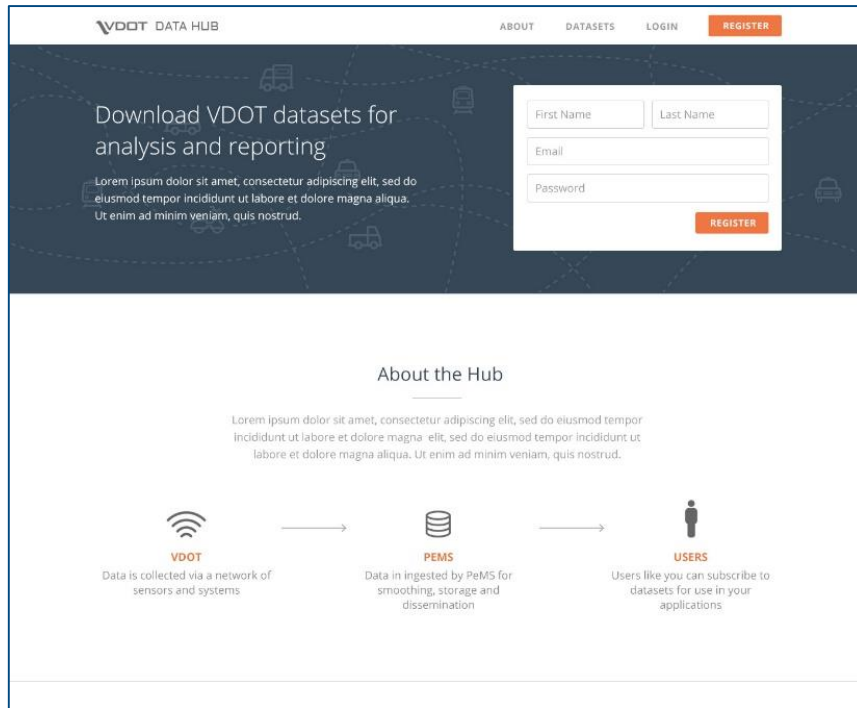 VDOT DATA HUB
ABOUT DATASETS LOGIN REGISTER
Download VDOT datasets for
analysis and reporting
Lorem ipsum dolor sit amet, consectetur adipiscing elit, sed do
eiusmod tempor incididunt ut labore et dolore magna aliqua.
Ut enim ad minim veniam, quis nostrud.
First Name Last Name
Email
Password
REGISTER
About the Hub
Lorem ipsum dolor sit amet, consectetur adipiscing elit, sed do eiusmod tempor
incididunt ut labore et dolore magna elit, sed do eiusmod tempor incididunt ut
labore et dolore magna aliqua. Ut enim ad minim veniam, quis nostrud.
VDOT
Data is collected via a network of
sensors and systems
PEMS
Data in ingested by PeMS for
smoothing, storage and
dissemination
USERS
Users like you can subscribe to
datasets for use in your
applications